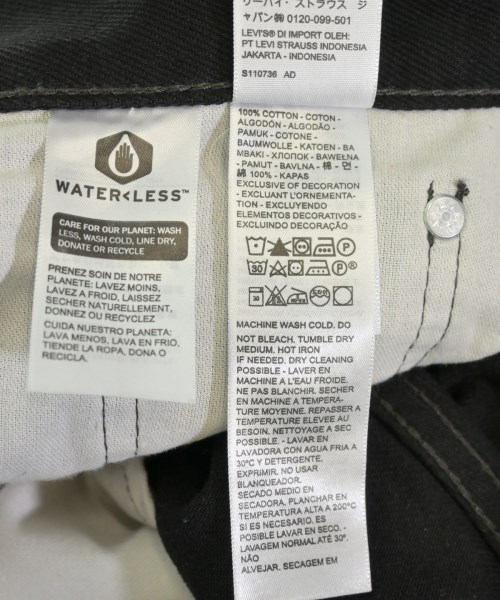 リーバイ・ストラウス ジ
ャパン㈱ 0120-099-501
LEVI'S® DI IMPORT OLEH:
PT LEVI STRAUSS INDONESIA
JAKARTA - INDONESIA
S110736 AD
WATER<LESS™
CARE FOR OUR PLANET: WASH
LESS, WASH COLD, LINE DRY,
DONATE OR RECYCLE
PRENEZ SOIN DE NOTRE
PLANETE: LAVEZ MOINS,
LAVEZ A FROID, LAISSEZ
SECHER NATURELLEMENT,
DONNEZ OU RECYCLEZ
CUIDA NUESTRO PLANETA:
LAVA MENOS, LAVA EN FRIO,
TIENDE LA ROPA, DONA O
RECICLA.
100% COTTON - COTON -
ALGODÓN - ALGODÃO -
PAMUK - COTONE -
BAUMWOLLE - KATOEN - BA
MBAKI - ХЛОПОК - BAWEŁNA
- PAMUT - BAVLNA - 棉 - 면 -
綿 100% - KAPAS
EXCLUSIVE OF DECORATION
- EXCLUANT L'ORNEMENTA-
TION - EXCLUYENDO
ELEMENTOS DECORATIVOS -
EXCLUINDO DECORAÇÃO
MACHINE WASH COLD. DO
NOT BLEACH. TUMBLE DRY
MEDIUM. HOT IRON
IF NEEDED. DRY CLEANING
POSSIBLE - LAVER EN
MACHINE A L'EAU FROIDE.
NE PAS BLANCHIR. SECHER
EN MACHINE A TEMPERA-
TURE MOYENNE. REPASSER A
TEMPERATURE ELEVEE AU
BESOIN. NETTOYAGE A SEC
POSSIBLE. - LAVAR EN
LAVADORA CON AGUA FRIA A
30ºC Y DETERGENTE.
EXPRIMIR. NO USAR
BLANQUEADOR.
SECADO MEDIO EN
SECADORA. PLANCHAR EN
TEMPERATURA ALTA A 200ºC
SI ES NECESARIO. ES
POSIBLE LAVAR EN SECO. -
LAVAGEM NORMAL ATÉ 30º.
NÃO
ALVEJAR. SECAGEM EM